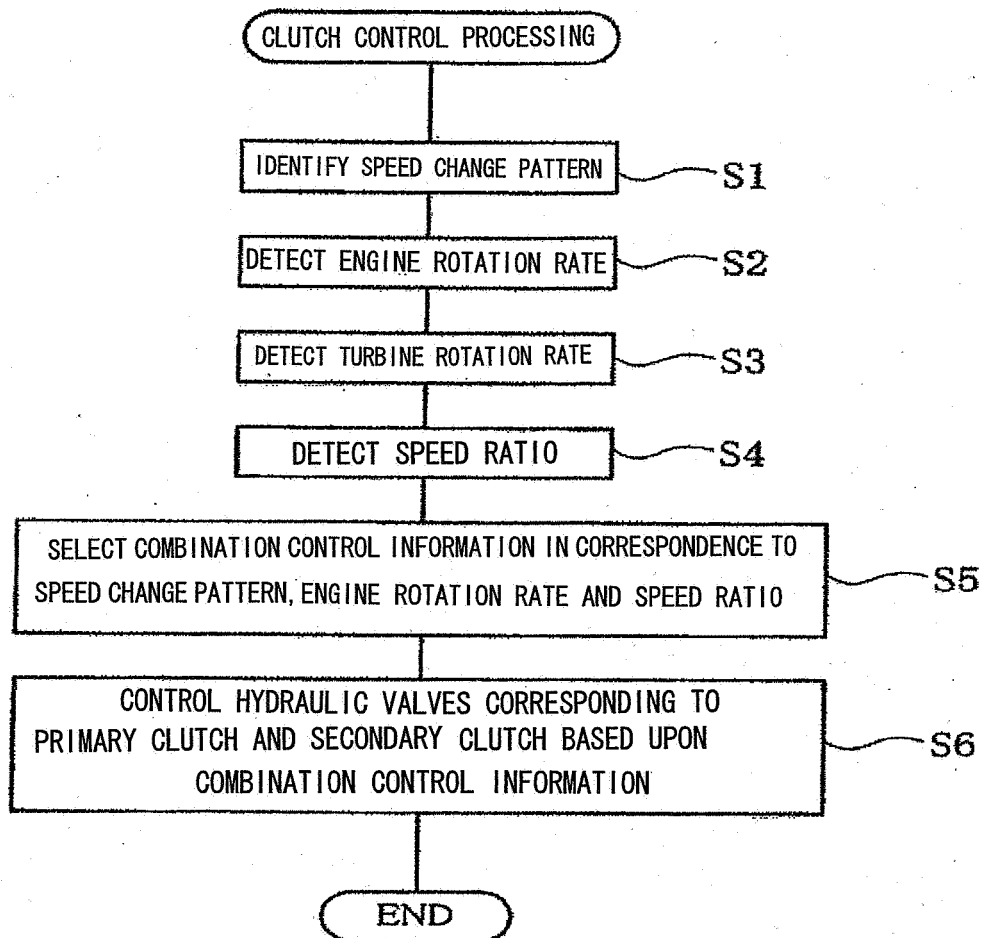 CLUTCH CONTROL PROCESSING
IDENTIFY SPEED CHANGE PATTERN
S1
DETECT ENGINE ROTATION RATE
S2
DETECT TURBINE ROTATION RATE
S3
DETECT SPEED RATIO
S4
SELECT COMBINATION CONTROL INFORMATION IN CORRESPONDENCE TO
SPEED CHANGE PATTERN, ENGINE ROTATION RATE AND SPEED RATIO
S5
CONTROL HYDRAULIC VALVES CORRESPONDING TO
PRIMARY CLUTCH AND SECONDARY CLUTCH BASED UPON
COMBINATION CONTROL INFORMATION
S6
END